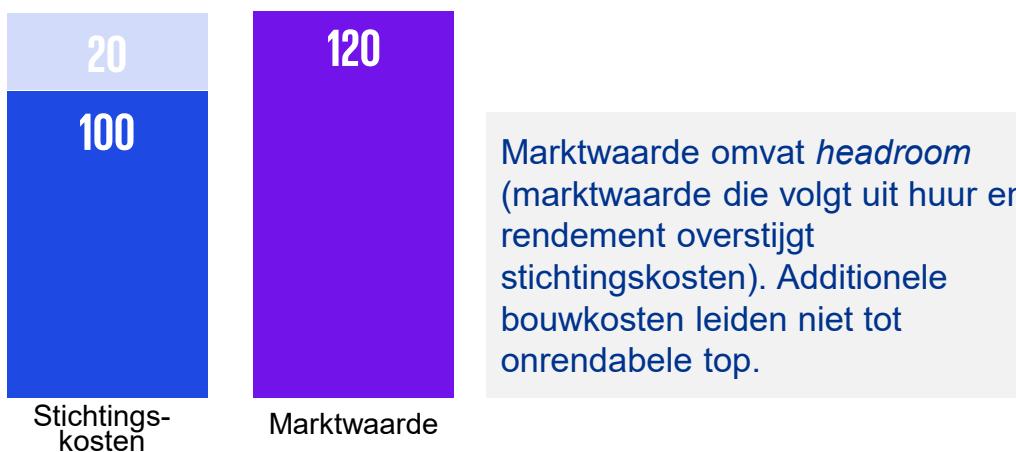 20
100
120
Marktwaarde omvat headroom
(marktwaarde die volgt uit huur en
rendement overstijgt
stichtingskosten). Additionele
bouwkosten leiden niet tot
onrendabele top.
Stichtings-
kosten
Marktwaarde